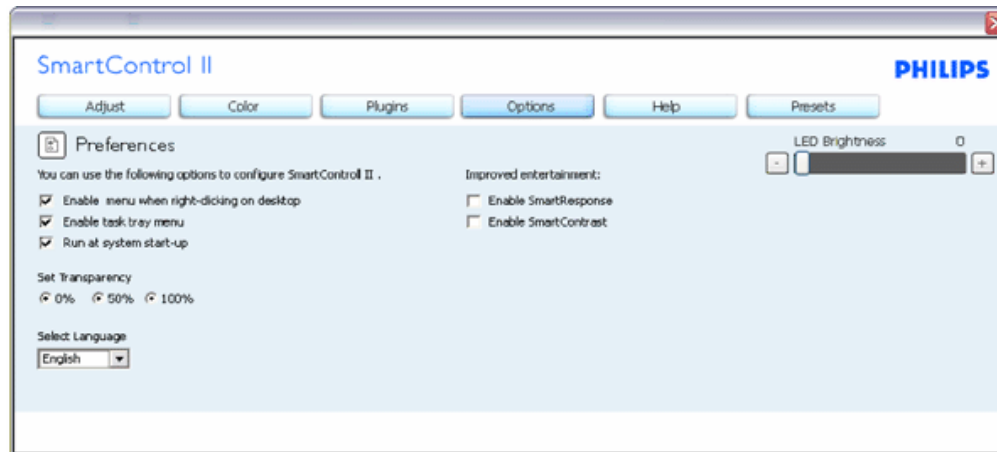 SmartControl II
PHILIPS
Adjust Color Plugins Options Help Presets
Preferences
LED Brightness 0
- +
You can use the following options to configure SmartControl II .
Enable menu when right-clicking on desktop
Enable task tray menu
Run at system start-up
Improved entertainment:
Enable SmartResponse
Enable SmartContrast
Set Transparency
0% 50% 100%
Select Language
English